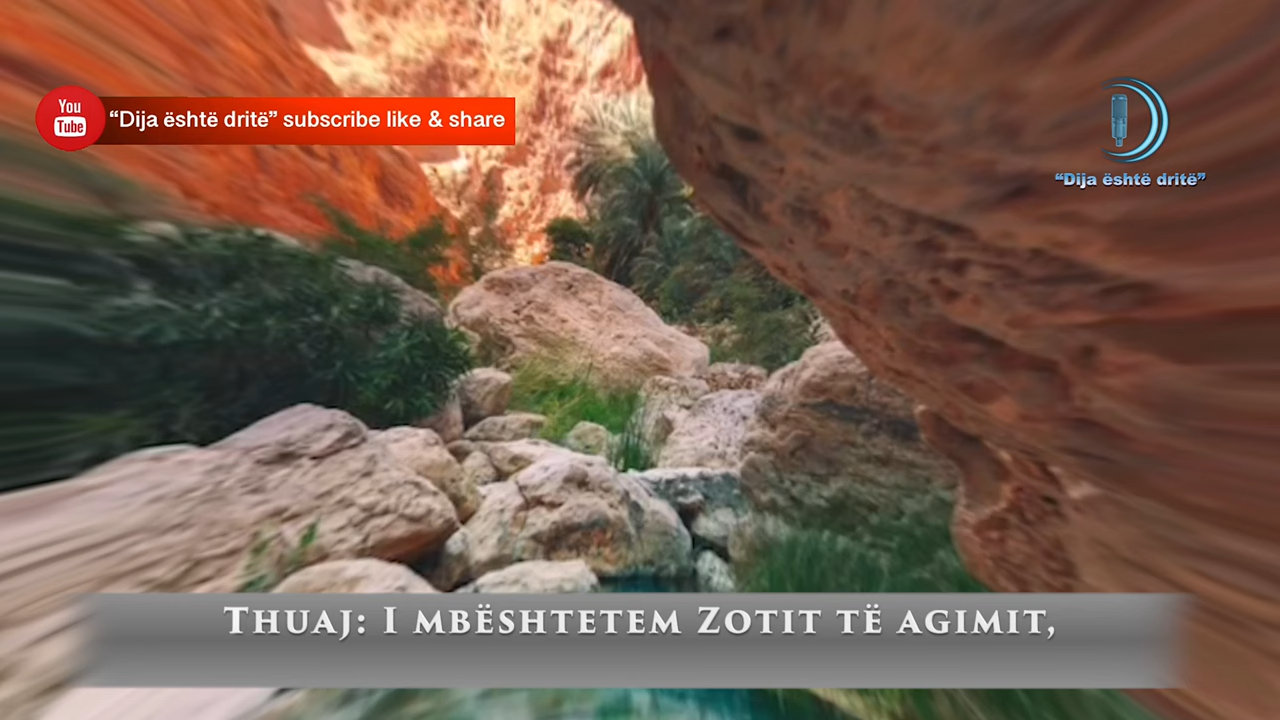 You
Tube
“Dija është dritë” subscribe like & share
“Dija është dritë”
THUAJ: I MBËSHTETEM ZOTIT TË AGIMIT,